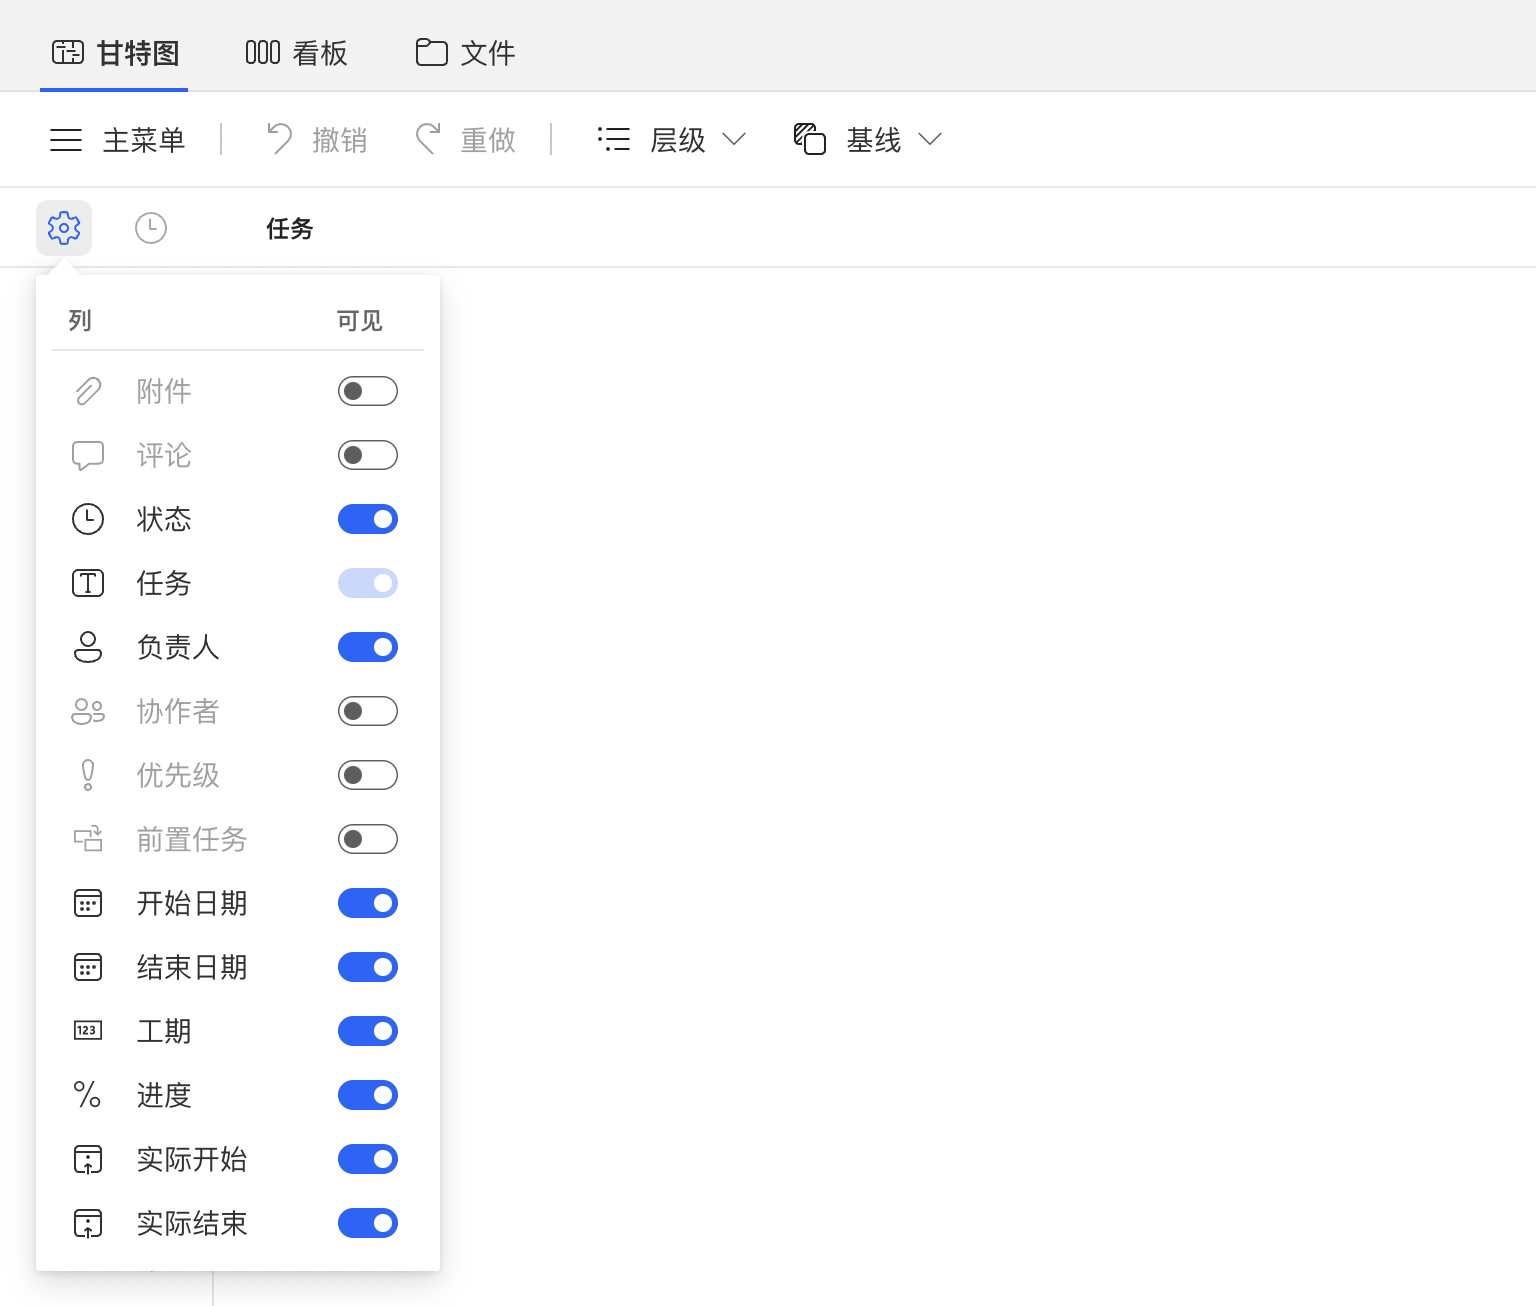 甘特图 看板 文件
主菜单 撤销 重做 层级 基线
任务
列 可见
附件
评论
状态
任务
负责人
协作者
优先级
前置任务
开始日期
结束日期
123 工期
进度
实际开始
实际结束